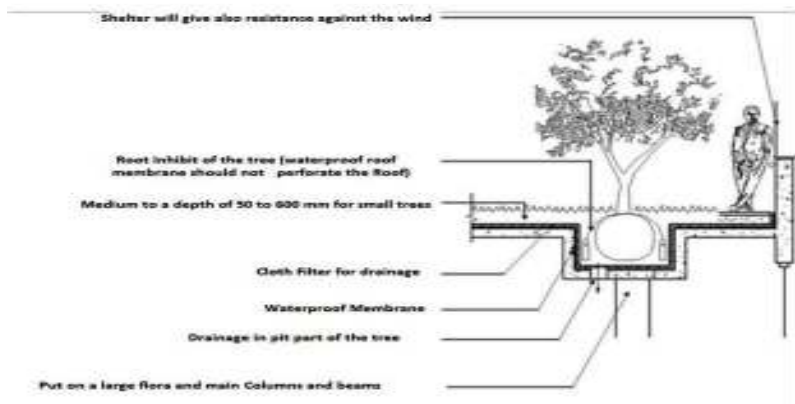 Shelter will give also resistance against the wind
Root Inhibit of the tree (waterproof roof
membrane should not perforate the Roof)
Medium to a depth of 50 to 600 mm for small trees
Cloth Filter for drainage
Waterproof Membrane
Drainage in pit part of the tree
Put on a large flora and main Columns and beams